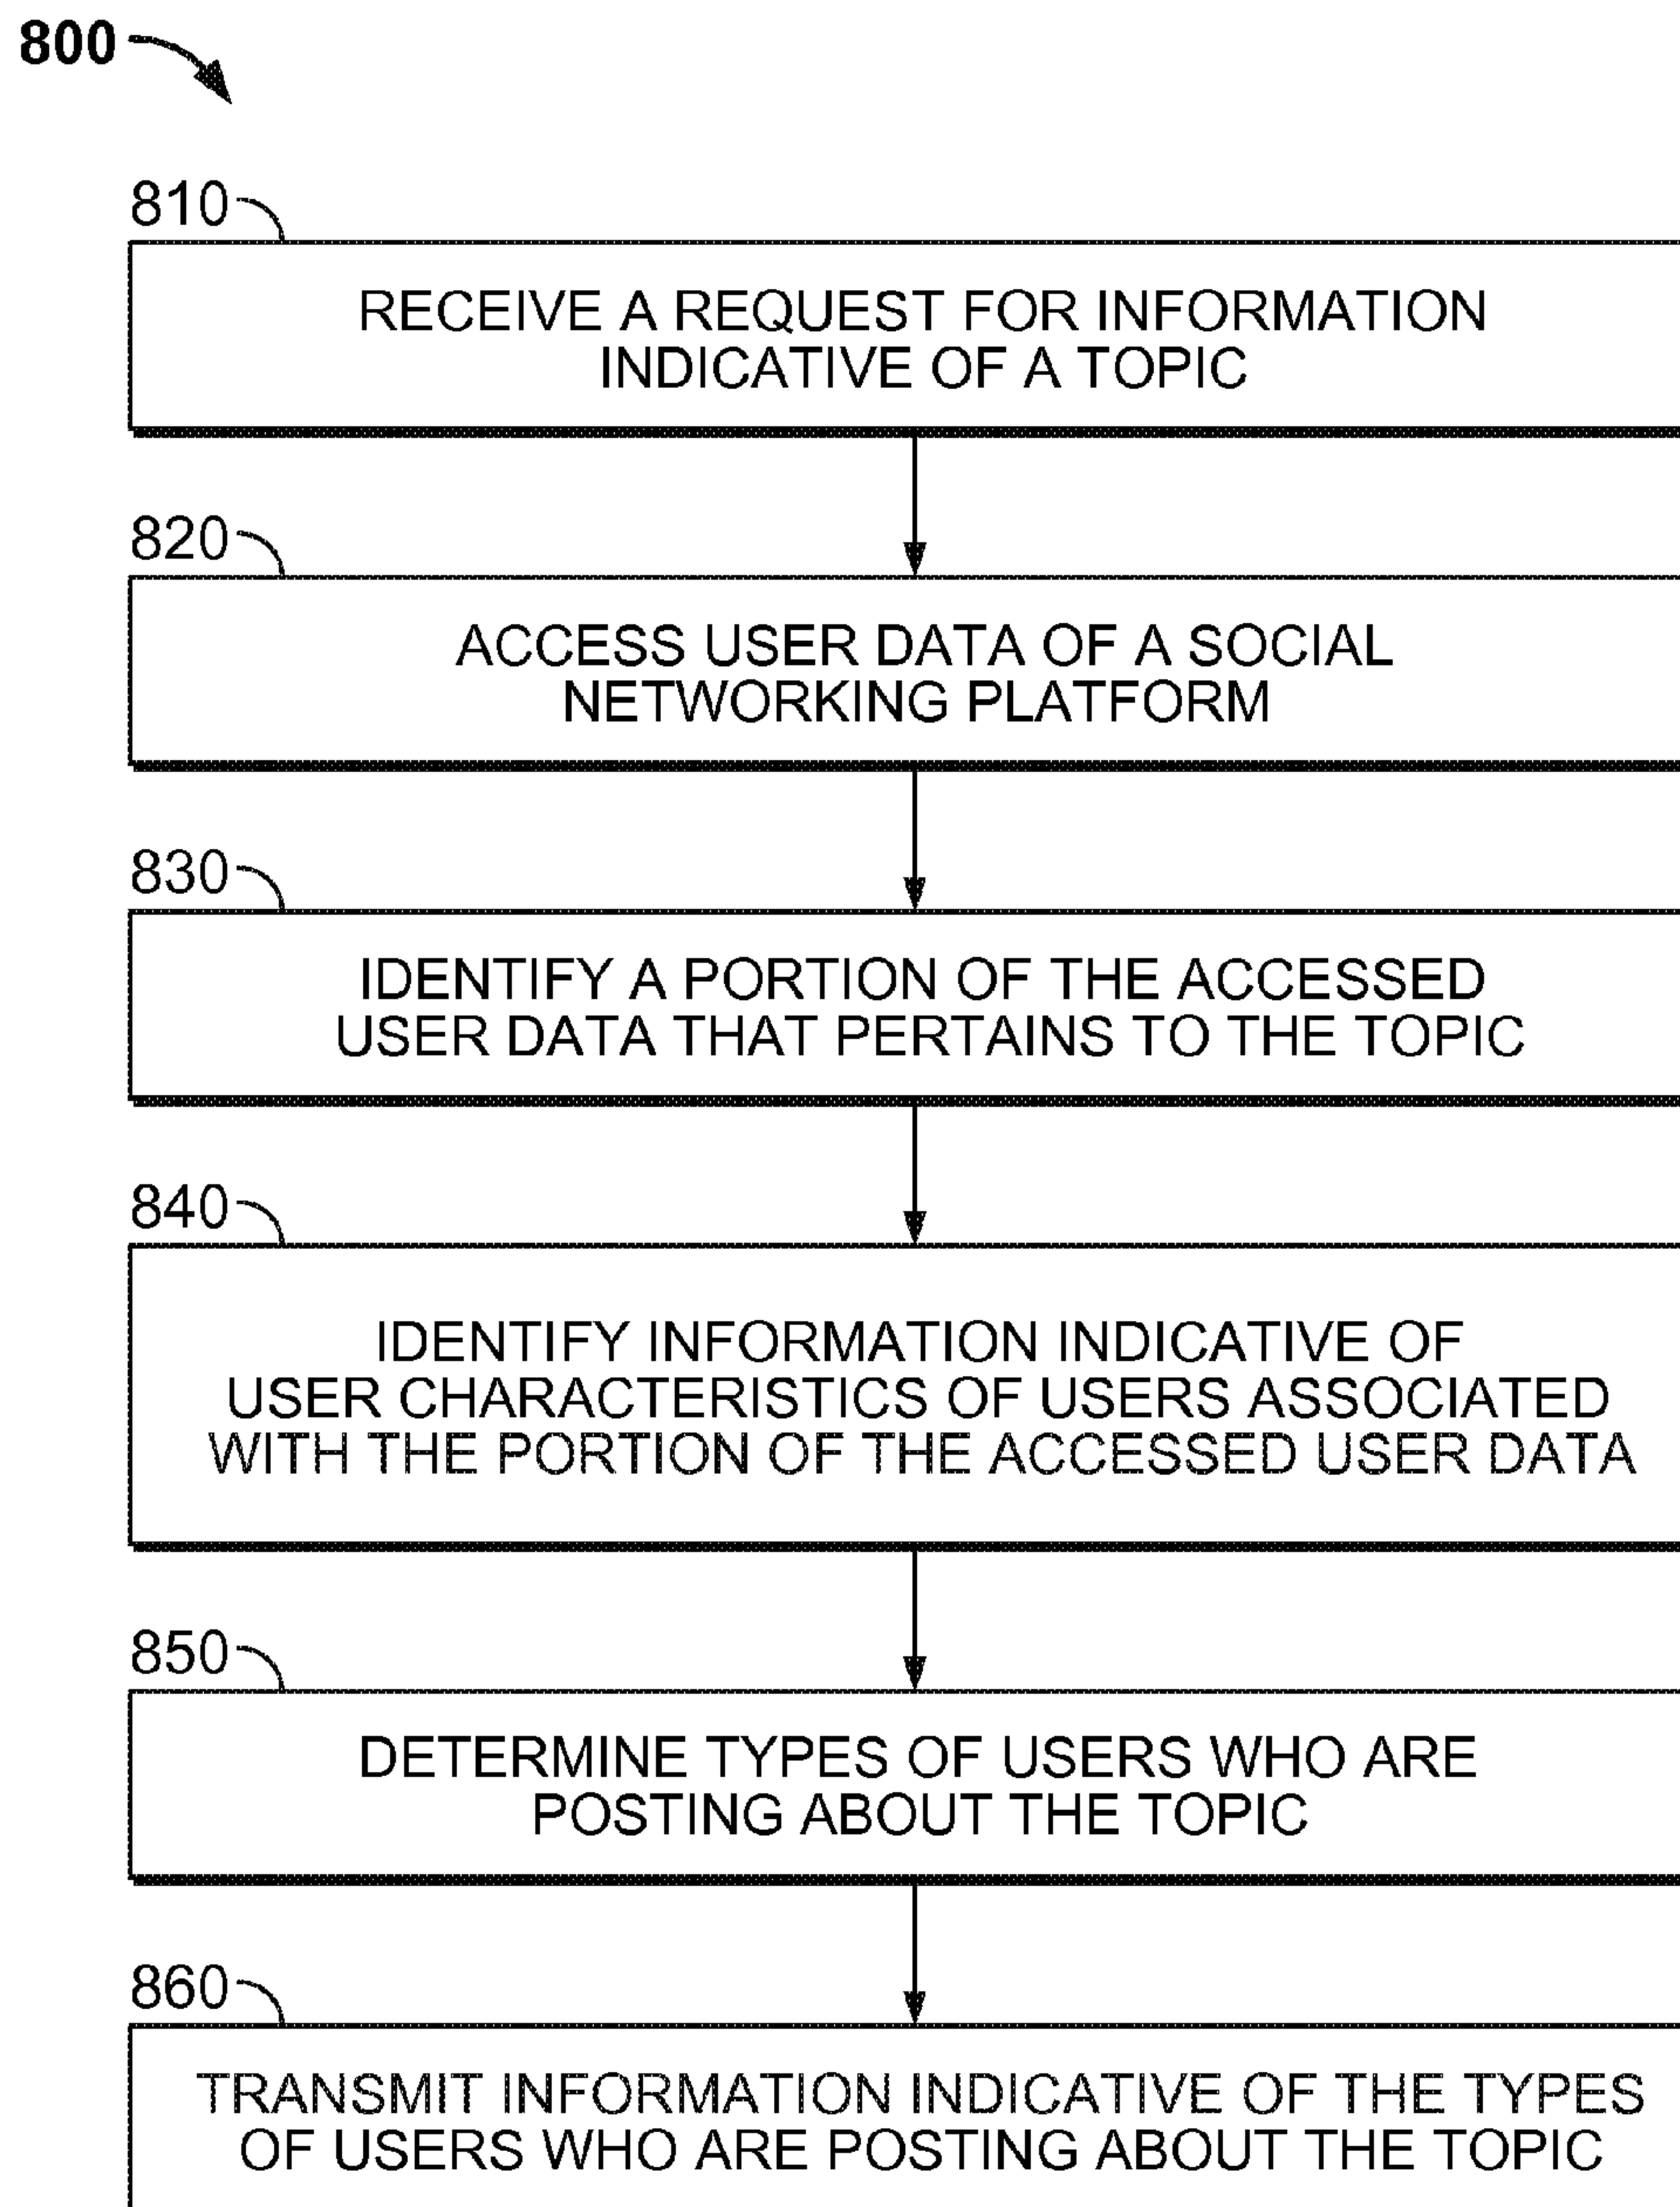 800
810
RECEIVE A REQUEST FOR INFORMATION
INDICATIVE OF A TOPIC
820
ACCESS USER DATA OF A SOCIAL
NETWORKING PLATFORM
830
IDENTIFY A PORTION OF THE ACCESSED
USER DATA THAT PERTAINS TO THE TOPIC
840
IDENTIFY INFORMATION INDICATIVE OF
USER CHARACTERISTICS OF USERS ASSOCIATED
WITH THE PORTION OF THE ACCESSED USER DATA
850
DETERMINE TYPES OF USERS WHO ARE
POSTING ABOUT THE TOPIC
860
TRANSMIT INFORMATION INDICATIVE OF THE TYPES
OF USERS WHO ARE POSTING ABOUT THE TOPIC